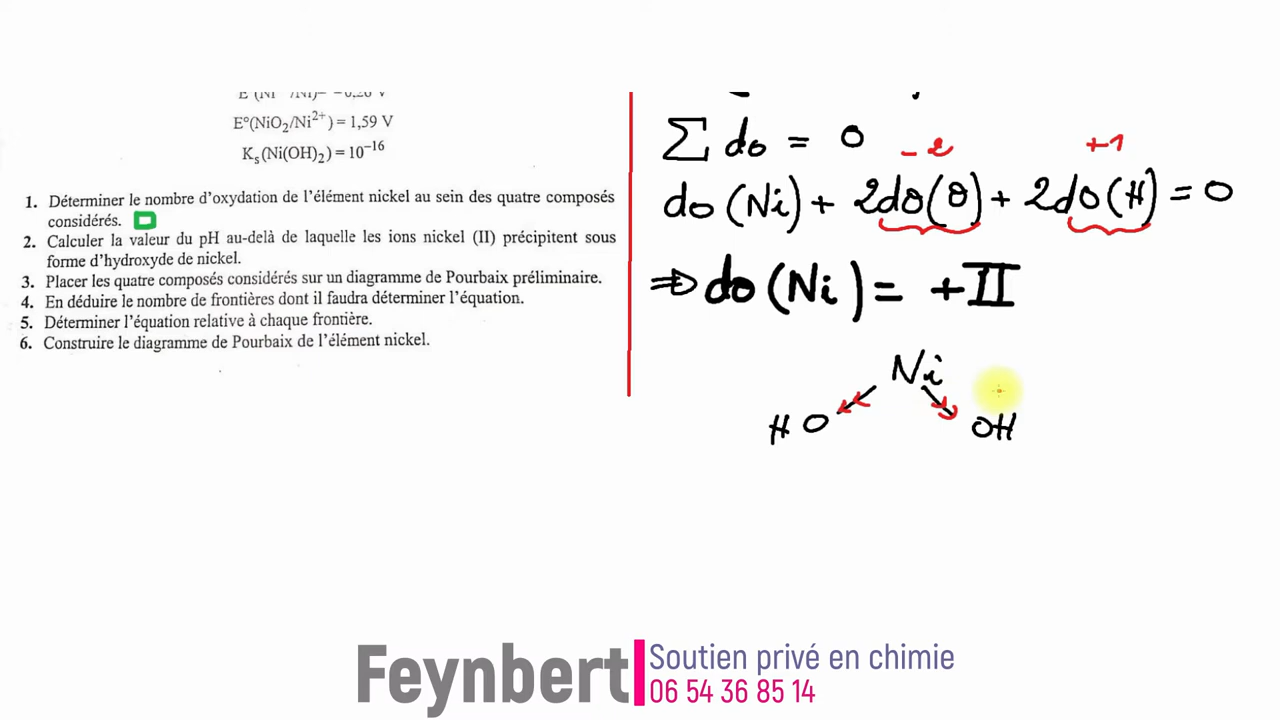 E°(NiO₂/Ni²⁺) = 1,59 V
Kₛ(Ni(OH)₂) = 10⁻¹⁶
1. Déterminer le nombre d'oxydation de l'élément nickel au sein des quatre composés
considérés.
2. Calculer la valeur du pH au-delà de laquelle les ions nickel (II) précipitent sous
forme d'hydroxyde de nickel.
3. Placer les quatre composés considérés sur un diagramme de Pourbaix préliminaire.
4. En déduire le nombre de frontières dont il faudra déterminer l'équation.
5. Déterminer l'équation relative à chaque frontière.
6. Construire le diagramme de Pourbaix de l'élément nickel.
∑ do = 0
-2 +1
do (Ni) + 2do(O) + 2do(H) = 0
⇒ do (Ni) = +II
Ni
HO OH
Feynbert
Soutien privé en chimie
06 54 36 85 14